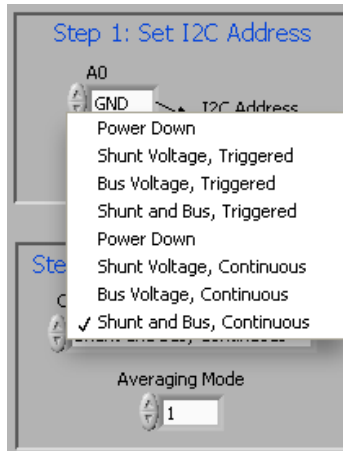 Step 1: Set I2C Address
A0
GND
I2C Address
Power Down
Shunt Voltage, Triggered
Bus Voltage, Triggered
Shunt and Bus, Triggered
Power Down
Shunt Voltage, Continuous
Bus Voltage, Continuous
Ste
✓ Shunt and Bus, Continuous
Averaging Mode
1